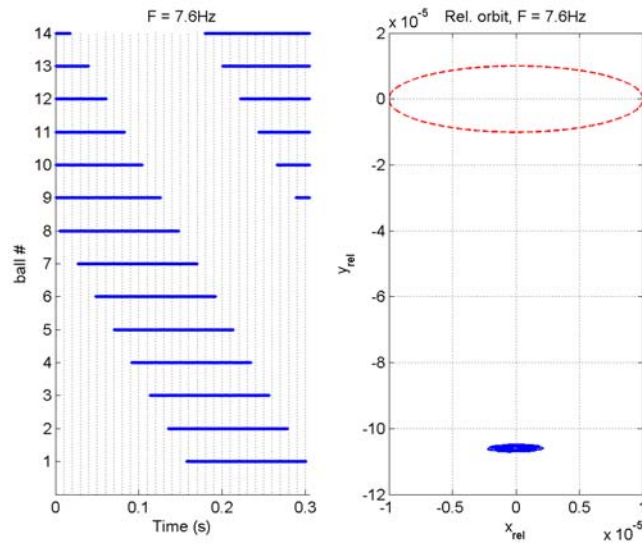 F = 7.6Hz
14
13
12
11
10
9
8
7
6
5
4
3
2
1
ball #
0 0.1 0.2 0.3
Time (s)
Rel. orbit, F = 7.6Hz
x 10⁻⁵
2
0
-2
-4
-6
-8
-10
-12
y_rel
-1 -0.5 0 0.5 1
x_rel
x 10⁻⁵